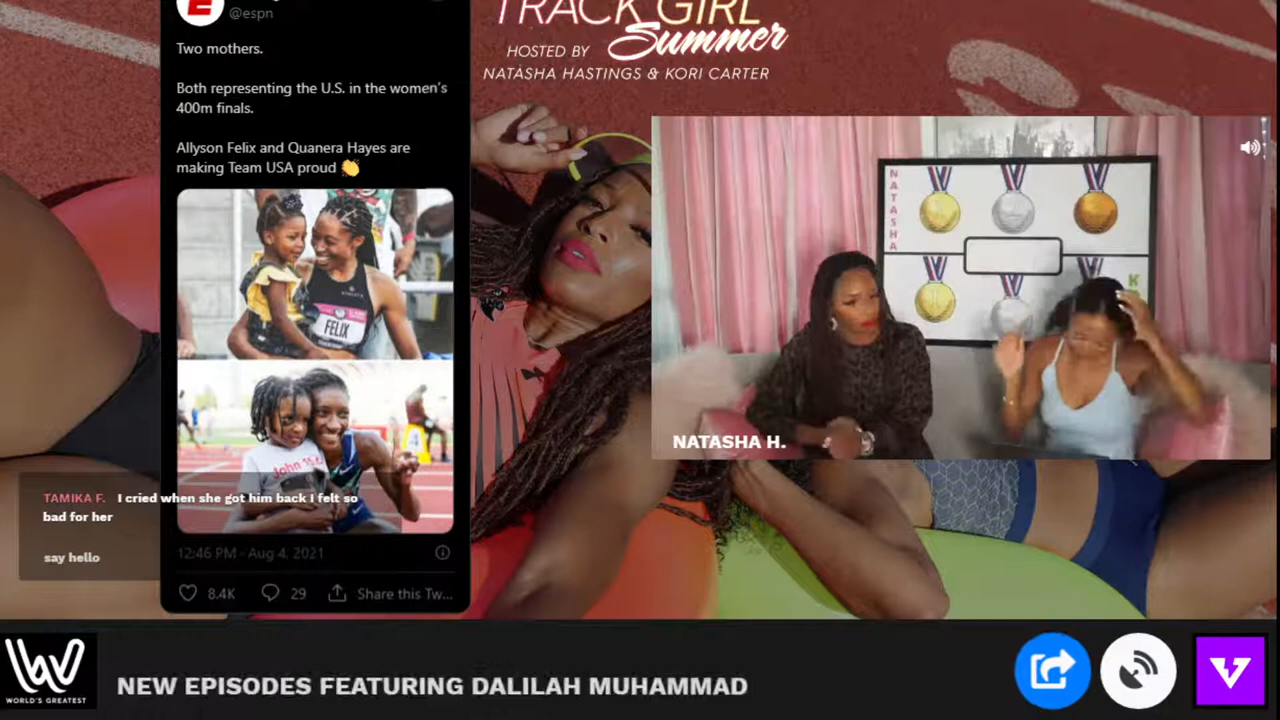 @espn
Two mothers.
Both representing the U.S. in the women's
400m finals.
Allyson Felix and Quanera Hayes are
making Team USA proud 👏
FELIX
12:46 PM · Aug 4, 2021
8.4K
29
Share this Tw...
TRACK GIRL
Summer
HOSTED BY
NATASHA HASTINGS & KORI CARTER
NATASHA
K
NATASHA H.
TAMIKA F. I cried when she got him back I felt so
bad for her
say hello
WORLD'S GREATEST
NEW EPISODES FEATURING DALILAH MUHAMMAD